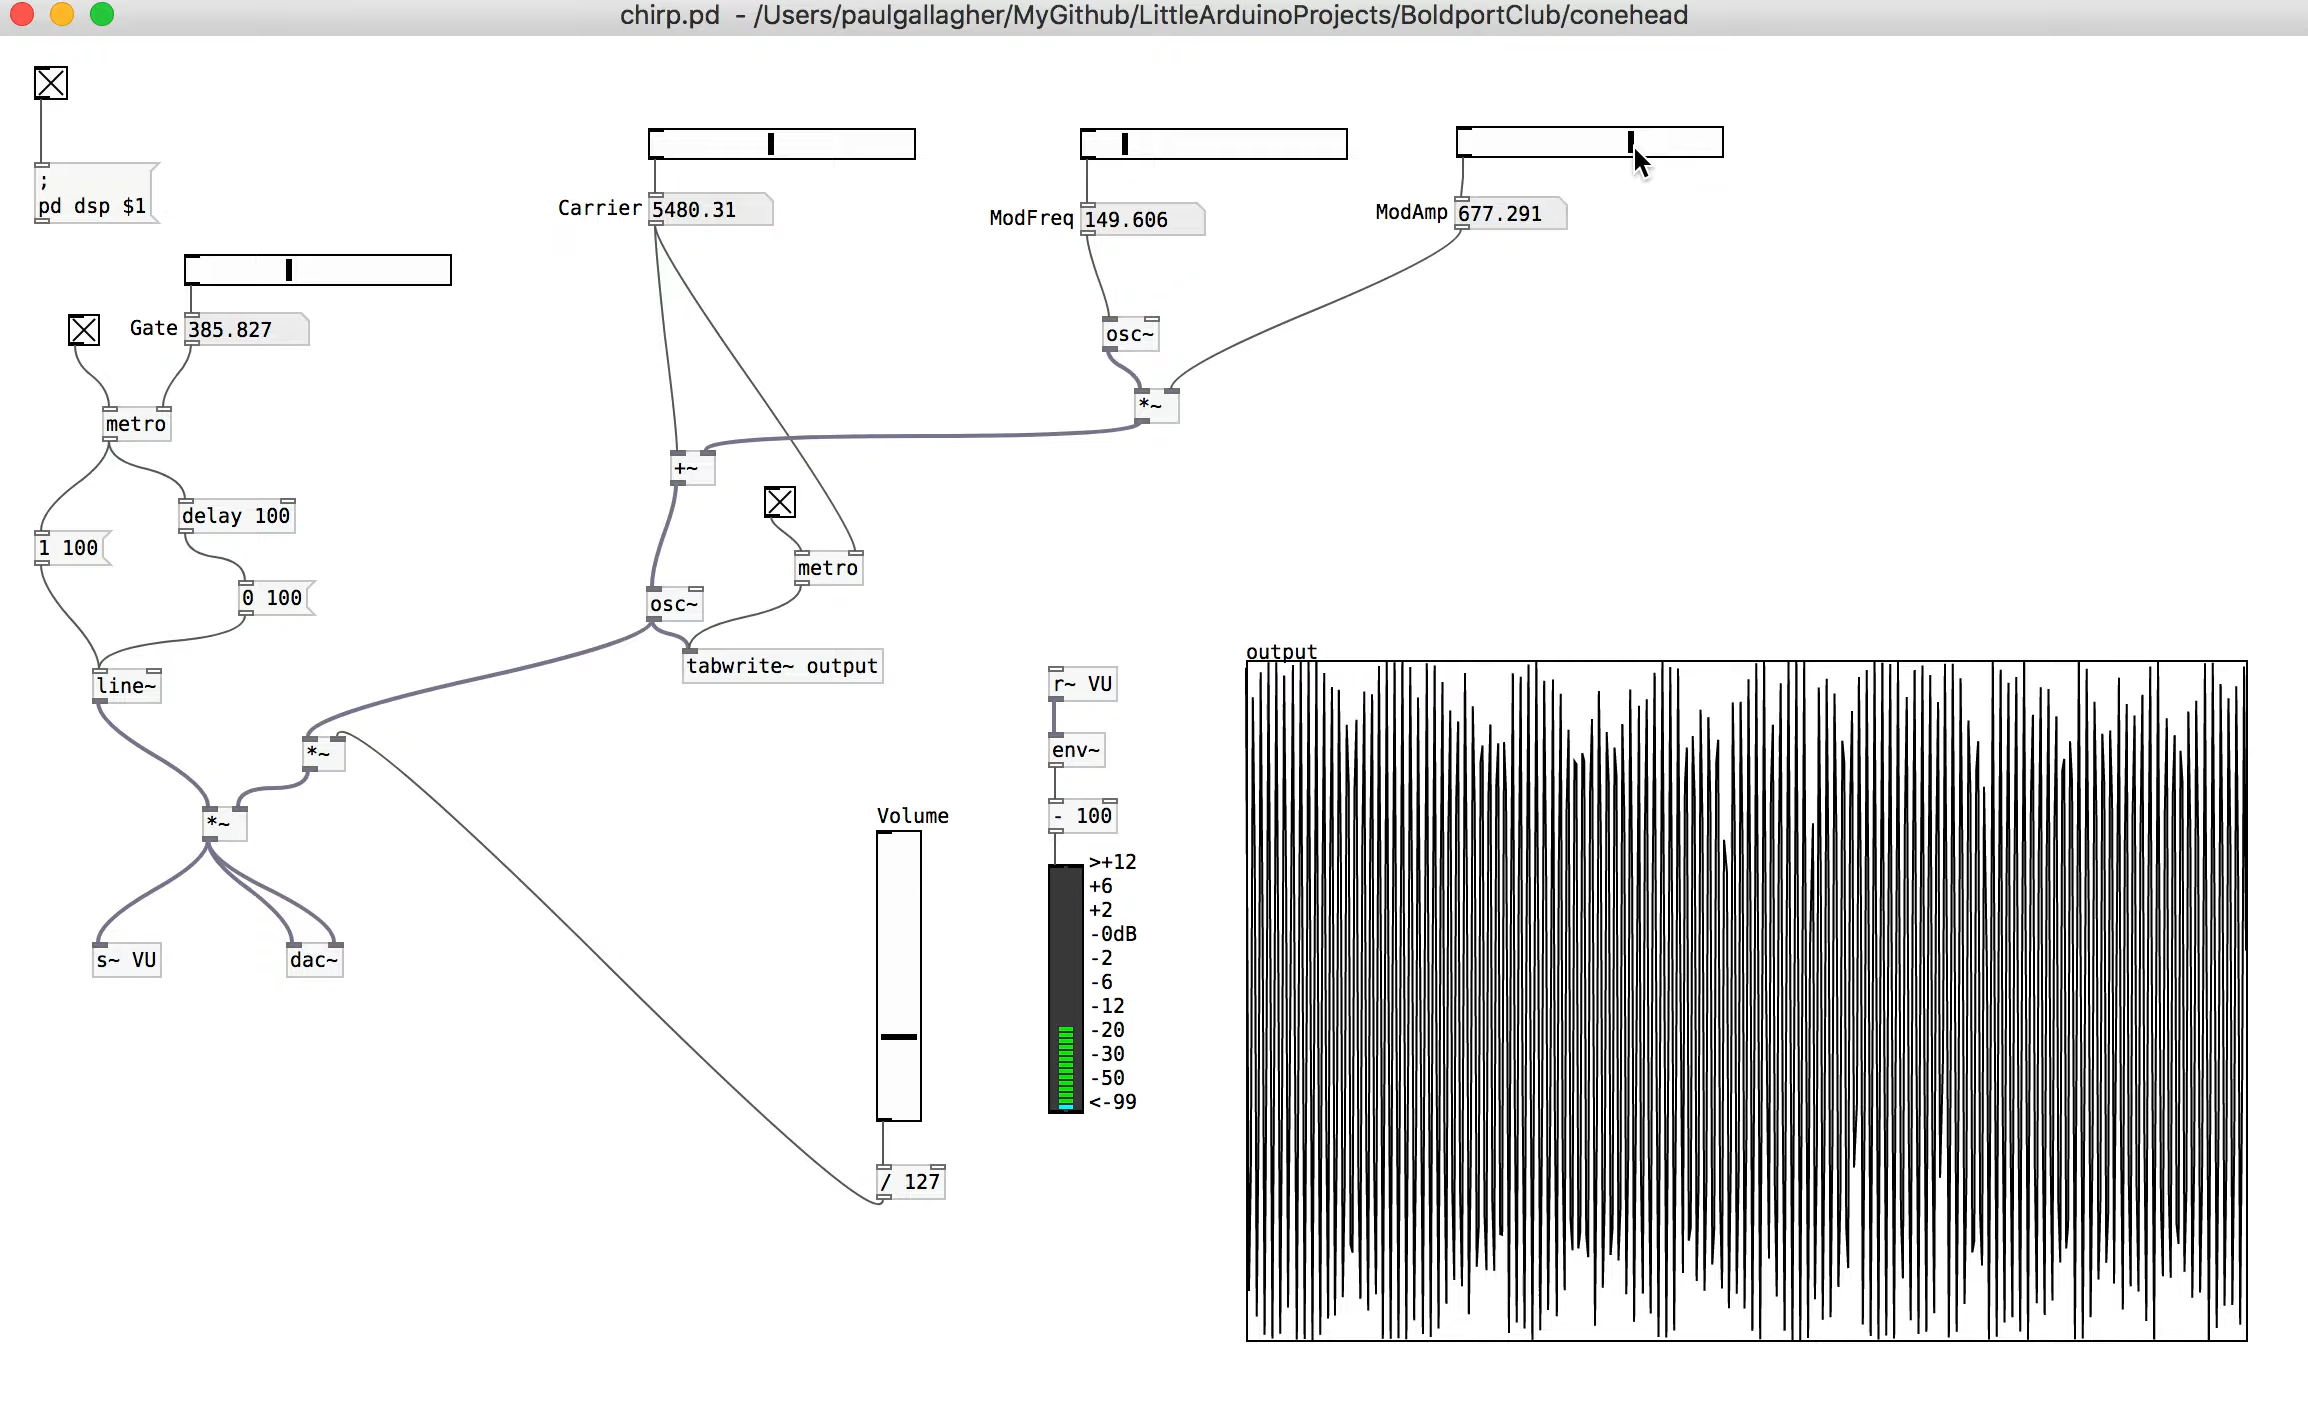 chirp.pd - /Users/paulgallagher/MyGithub/LittleArduinoProjects/BoldportClub/conehead
;
pd dsp $1
Carrier 5480.31
ModFreq 149.606
ModAmp 677.291
Gate 385.827
osc~
*~
metro
+~
delay 100
1 100
metro
0 100
osc~
tabwrite~ output
line~
output
r~ VU
*~
env~
*~
Volume
- 100
>+12
+6
+2
-0dB
-2
-6
-12
-20
-30
-50
<-99
s~ VU
dac~
/ 127